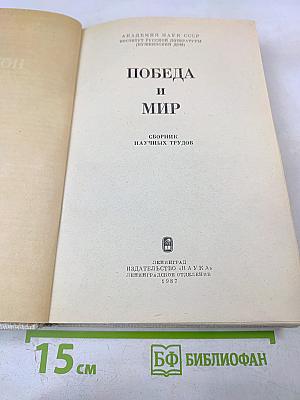 АКАДЕМИЯ НАУК СССР
ИНСТИТУТ РУССКОЙ ЛИТЕРАТУРЫ
(ПУШКИНСКИЙ ДОМ)
ПОБЕДА
И
МИР
СБОРНИК
НАУЧНЫХ ТРУДОВ
ЛЕНИНГРАД
ИЗДАТЕЛЬСТВО «НАУКА»
ЛЕНИНГРАДСКОЕ ОТДЕЛЕНИЕ
1987
15 см
БФ БИБЛИОФАН